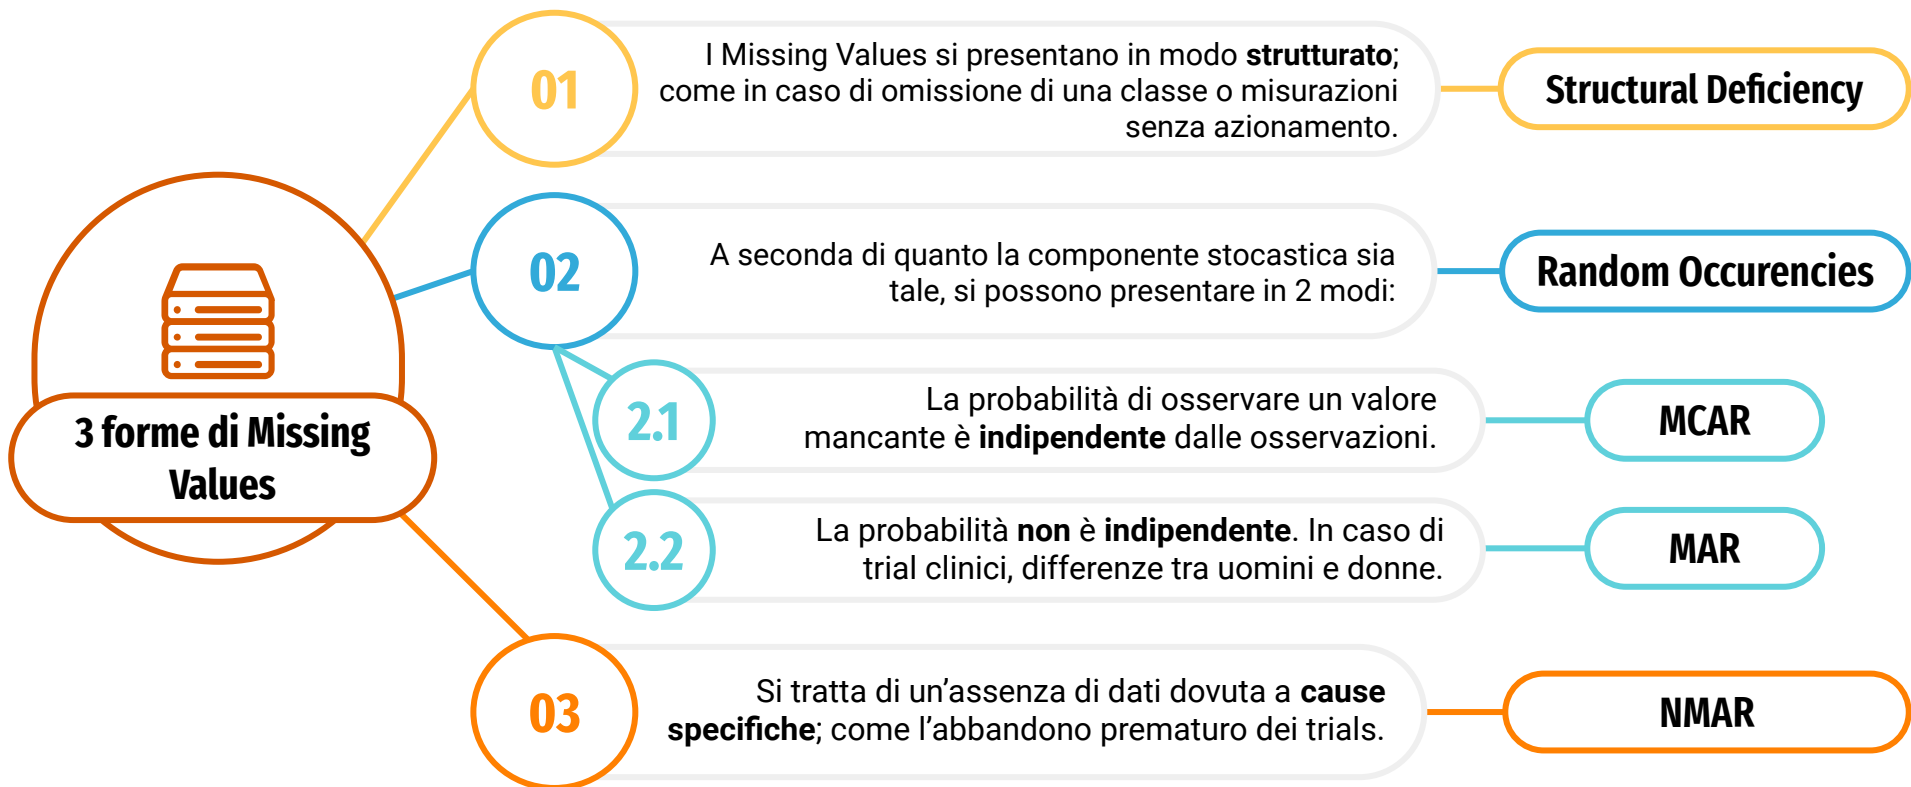 01
I Missing Values si presentano in modo strutturato;
come in caso di omissione di una classe o misurazioni
senza azionamento.
Structural Deficiency
02
A seconda di quanto la componente stocastica sia
tale, si possono presentare in 2 modi:
Random Occurencies
3 forme di Missing
Values
2.1
La probabilità di osservare un valore
mancante è indipendente dalle osservazioni.
MCAR
2.2
La probabilità non è indipendente. In caso di
trial clinici, differenze tra uomini e donne.
MAR
03
Si tratta di un’assenza di dati dovuta a cause
specifiche; come l’abbandono prematuro dei trials.
NMAR